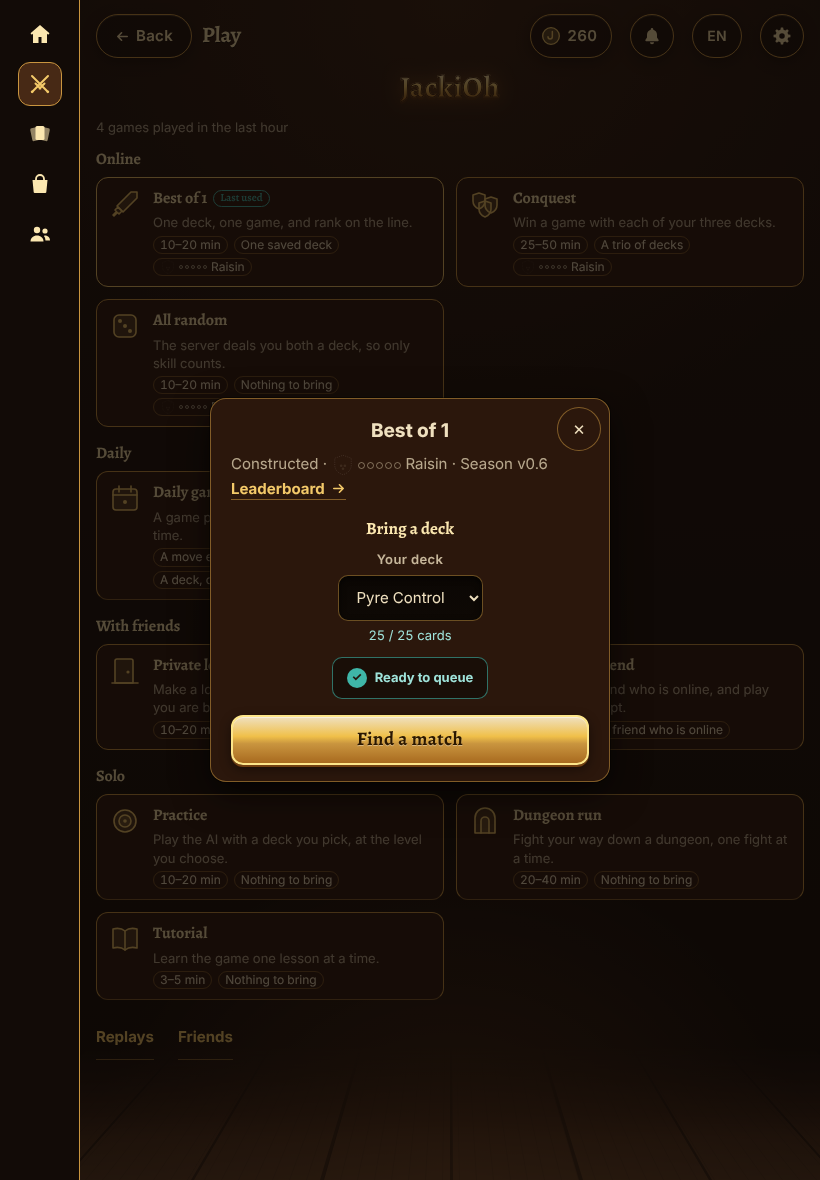 ← Back
Play
260
EN
JackiOh
4 games played in the last hour
Online
Best of 1 Last used
One deck, one game, and rank on the line.
10–20 min One saved deck
Raisin
Conquest
Win a game with each of your three decks.
25–50 min A trio of decks
Raisin
All random
The server deals you both a deck, so only
skill counts.
10–20 min Nothing to bring
Daily
A game
time.
A move
A deck,
Best of 1
×
Constructed · Raisin · Season v0.6
Leaderboard →
Bring a deck
Your deck
Pyre Control
25 / 25 cards
Ready to queue
Find a match
With friends
Private
Make a
you are
10–20
who is online, and play
friend who is online
Solo
Practice
Play the AI with a deck you pick, at the level
you choose.
10–20 min Nothing to bring
Dungeon run
Fight your way down a dungeon, one fight at
a time.
20–40 min Nothing to bring
Tutorial
Learn the game one lesson at a time.
3–5 min Nothing to bring
Replays Friends